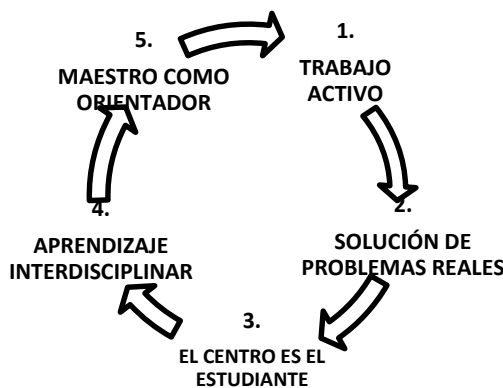 1.
TRABAJO
ACTIVO
2.
SOLUCIÓN DE
PROBLEMAS REALES
3.
EL CENTRO ES EL
ESTUDIANTE
4.
APRENDIZAJE
INTERDISCIPLINAR
5.
MAESTRO COMO
ORIENTADOR